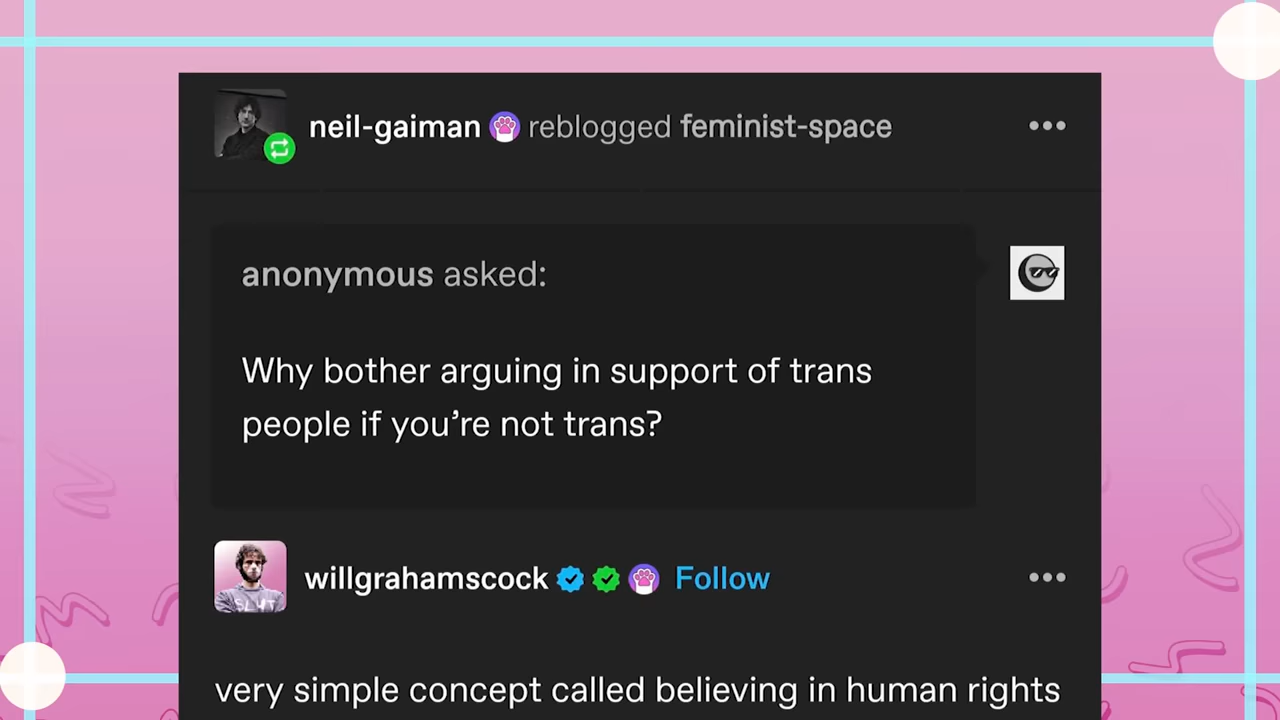 neil-gaiman reblogged feminist-space
anonymous asked:
Why bother arguing in support of trans
people if you’re not trans?
willgrahamscock Follow
very simple concept called believing in human rights